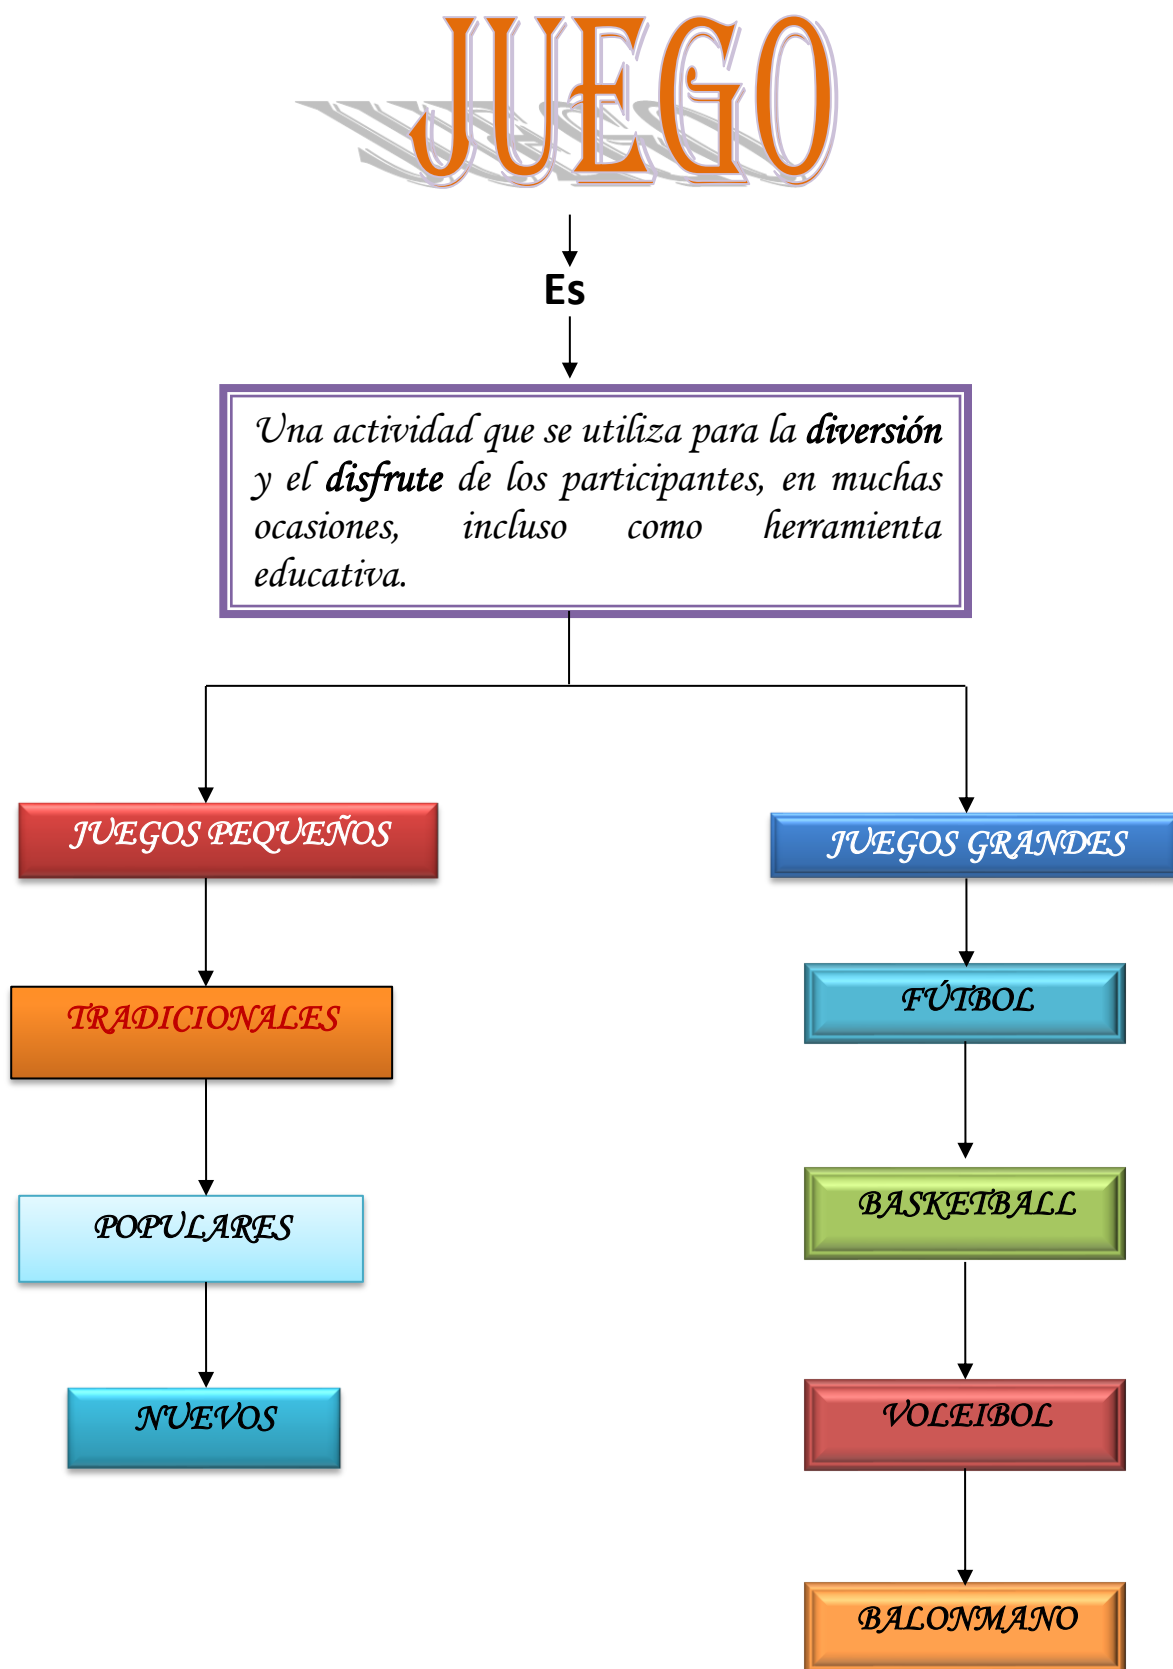 JUEGO
Es
Una actividad que se utiliza para la diversión
y el disfrute de los participantes, en muchas
ocasiones, incluso como herramienta
educativa.
JUEGOS PEQUEÑOS
JUEGOS GRANDES
TRADICIONALES
FÚTBOL
POPULARES
BASKETBALL
NUEVOS
VOLEIBOL
BALONMANO